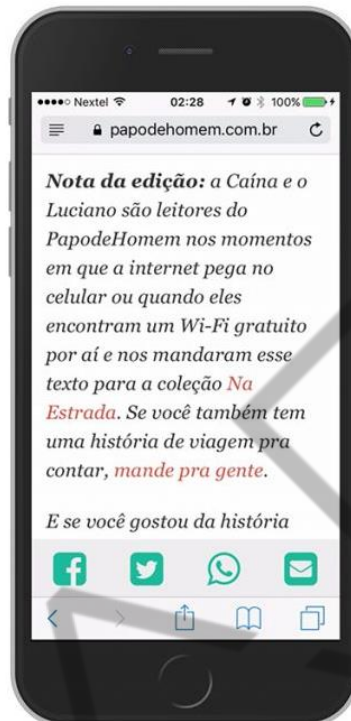 Nextel 02:28 100%
papodehomem.com.br
Nota da edição: a Caína e o
Luciano são leitores do
PapodeHomem nos momentos
em que a internet pega no
celular ou quando eles
encontram um Wi-Fi gratuito
por aí e nos mandaram esse
texto para a coleção Na
Estrada. Se você também tem
uma história de viagem pra
contar, mande pra gente.
E se você gostou da história